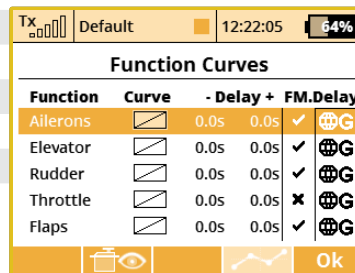 Tx Default 12:22:05 64%
Function Curves
Function Curve - Delay + FM. Delay
Ailerons 0.0s 0.0s G
Elevator 0.0s 0.0s G
Rudder 0.0s 0.0s G
Throttle 0.0s 0.0s G
Flaps 0.0s 0.0s G
Ok